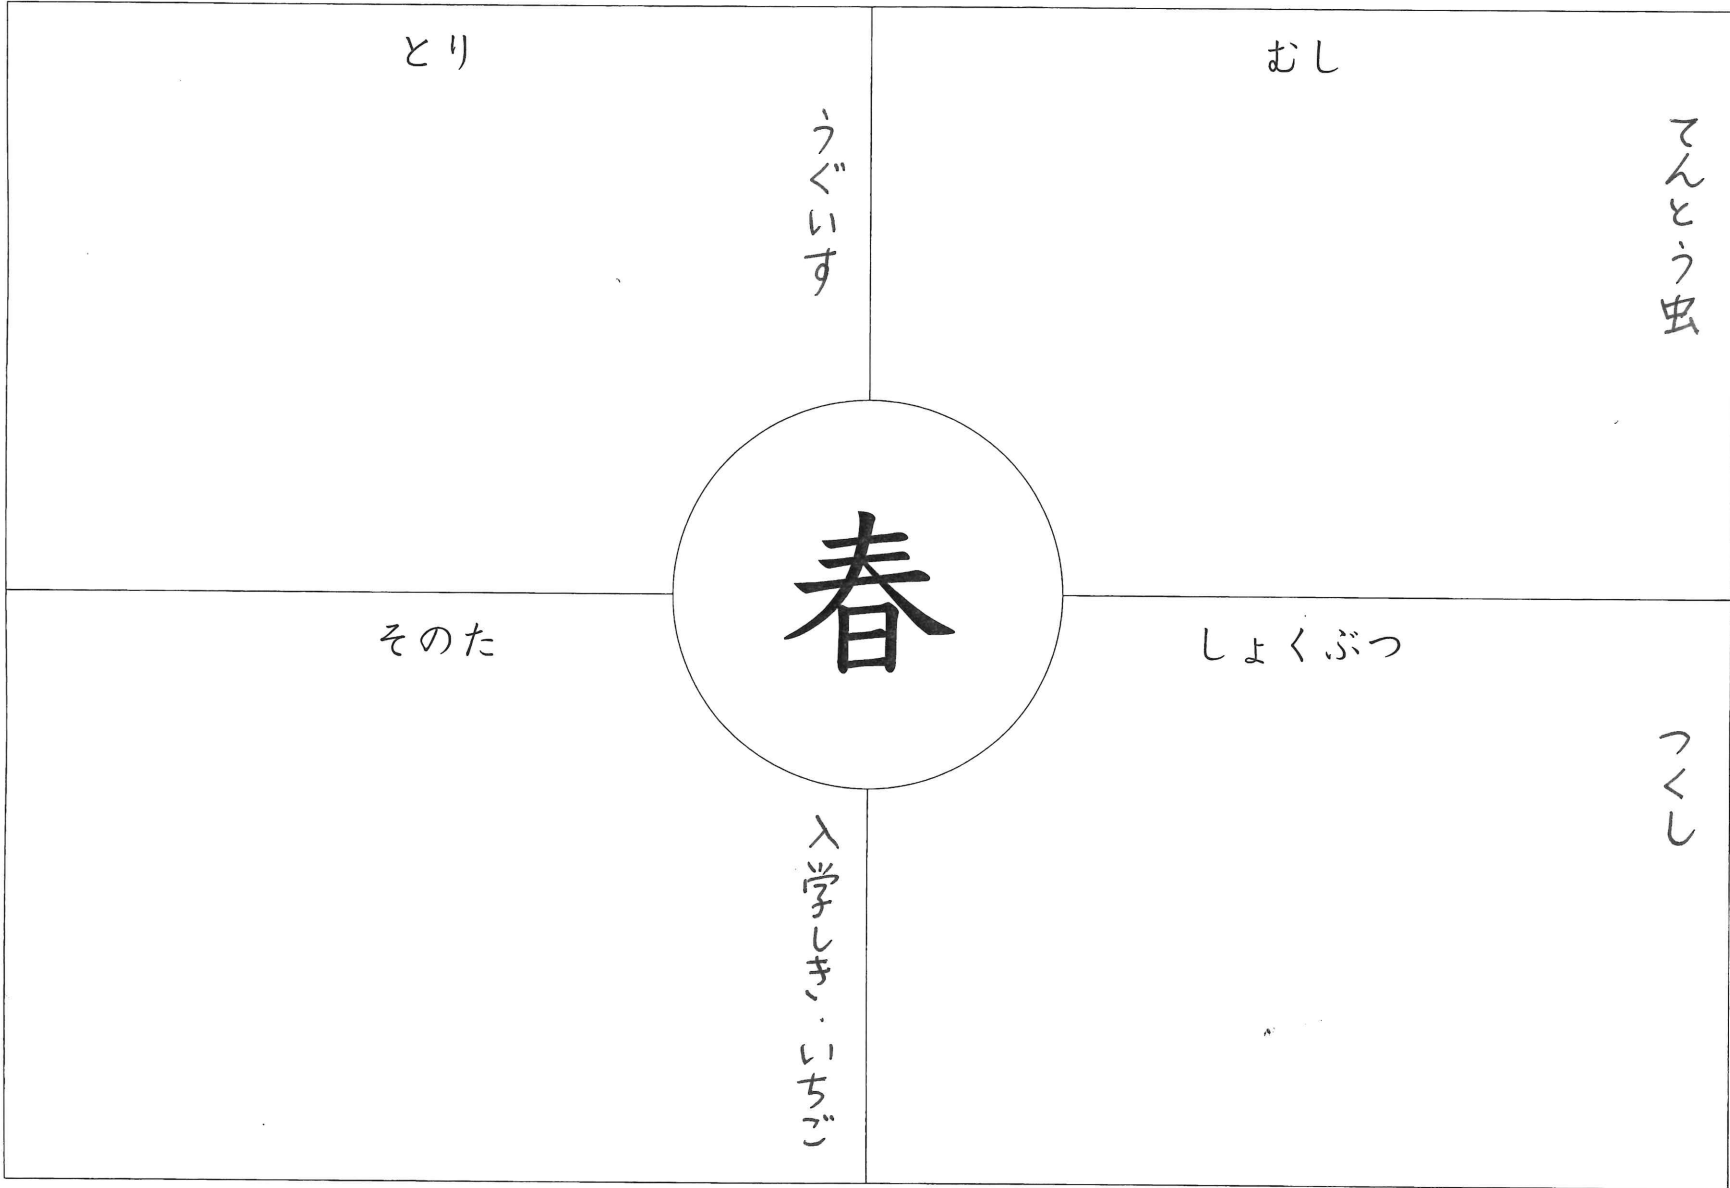 とり
うぐいす
むし
てんとう虫
春
そのた
入学しき・いちご
しょくぶつ
つくし